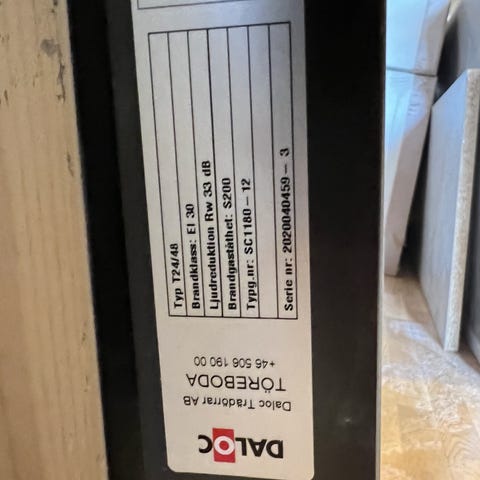 DALOC
Daloc Trädörrar AB
TÖREBODA
+46 506 190 00
Typ T24/48
Brandklass: EI 30
Ljudreduktion Rw 33 dB
Brandgastäthet: S200
Typg.nr: SC1180-12
Serie nr: 2020040459-3